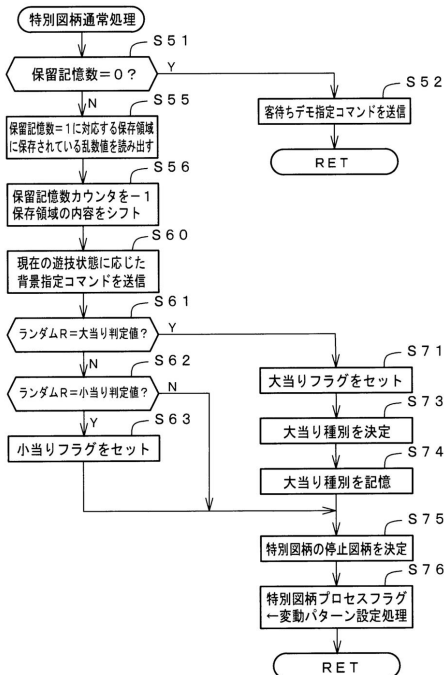 特別図柄通常処理
S51
保留記憶数＝0？
Y
N
S52
客待ちデモ指定コマンドを送信
RET
S55
保留記憶数＝1に対応する保存領域
に保存されている乱数値を読み出す
S56
保留記憶数カウンタを－1
保存領域の内容をシフト
S60
現在の遊技状態に応じた
背景指定コマンドを送信
S61
ランダムR＝大当り判定値？
Y
N
S62
ランダムR＝小当り判定値？
N
Y
S63
小当りフラグをセット
S71
大当りフラグをセット
S73
大当り種別を決定
S74
大当り種別を記憶
S75
特別図柄の停止図柄を決定
S76
特別図柄プロセスフラグ
←変動パターン設定処理
RET